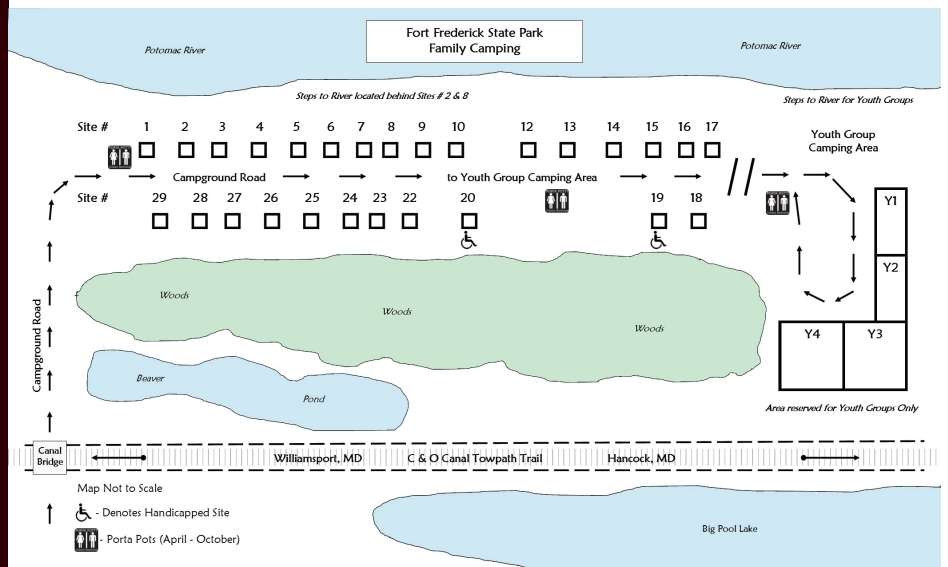 Fort Frederick State Park
Family Camping
Potomac River
Potomac River
Steps to River located behind Sites # 2 & 8
Steps to River for Youth Groups
Site # 1 2 3 4 5 6 7 8 9 10 12 13 14 15 16 17
Youth Group
Camping Area
Campground Road
to Youth Group Camping Area
Site #
29 28 27 26 25 24 23 22 20 19 18
Y1
Y2
Y4 Y3
Woods
Woods
Woods
Campground Road
Beaver
Pond
Area reserved for Youth Groups Only
Canal
Bridge
Williamsport, MD
C & O Canal Towpath Trail
Hancock, MD
Map Not to Scale
- Denotes Handicapped Site
- Porta Pots (April - October)
Big Pool Lake